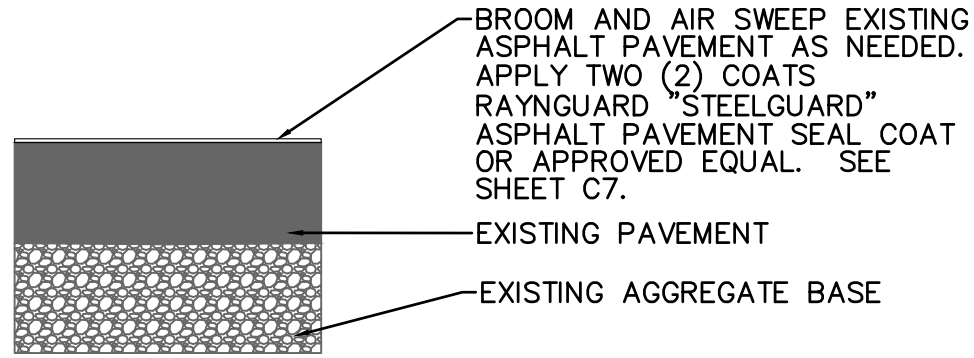 BROOM AND AIR SWEEP EXISTING
ASPHALT PAVEMENT AS NEEDED.
APPLY TWO (2) COATS
RAYNGUARD "STEELGUARD"
ASPHALT PAVEMENT SEAL COAT
OR APPROVED EQUAL. SEE
SHEET C7.
EXISTING PAVEMENT
EXISTING AGGREGATE BASE